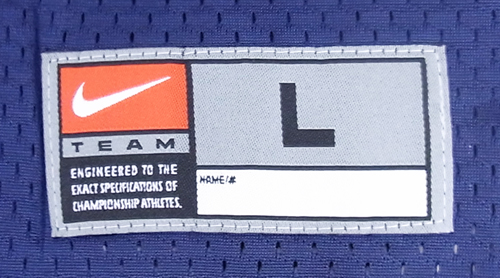 TEAM
ENGINEERED TO THE
EXACT SPECIFICATIONS OF
CHAMPIONSHIP ATHLETES.
L
NAME/#